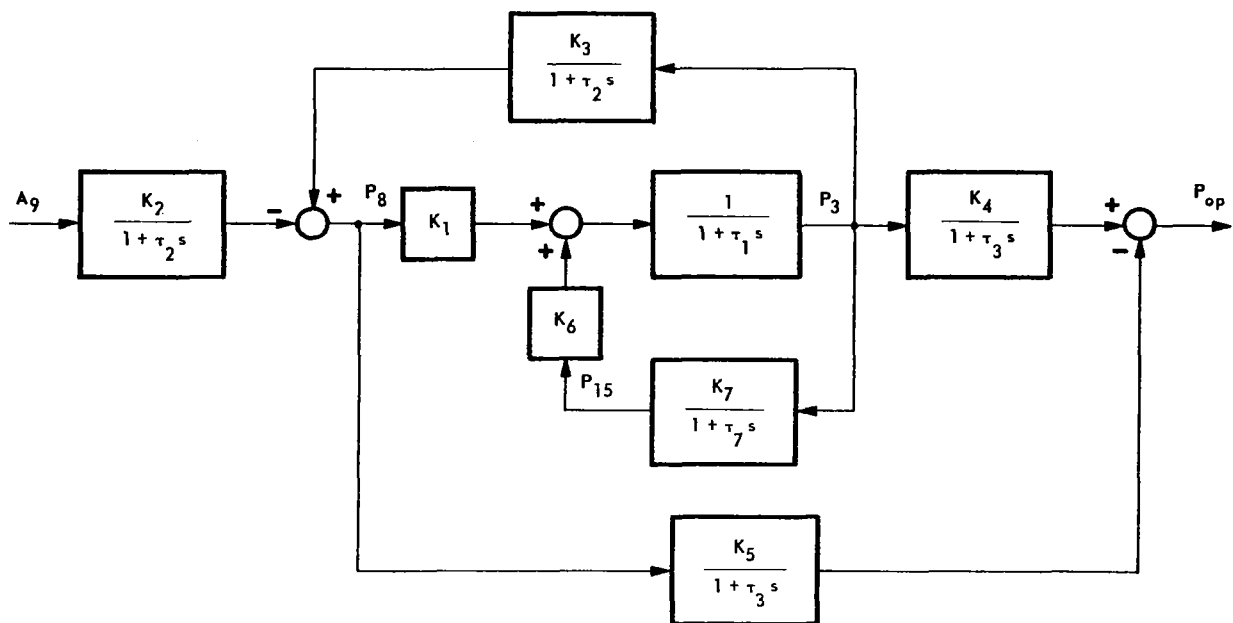 K3
1 + τ2 s
A9
K2
1 + τ2 s
-
+
P8
K1
+
+
1
1 + τ1 s
P3
K4
1 + τ3 s
+
-
Pop
K6
P15
K7
1 + τ7 s
K5
1 + τ3 s